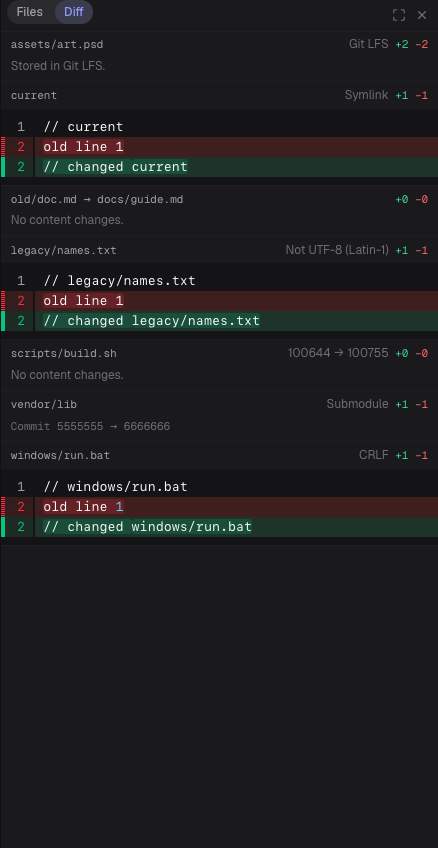 Files Diff
assets/art.psd Git LFS +2 −2
Stored in Git LFS.
current Symlink +1 −1
1 // current
2 old line 1
2 // changed current
old/doc.md → docs/guide.md +0 −0
No content changes.
legacy/names.txt Not UTF-8 (Latin-1) +1 −1
1 // legacy/names.txt
2 old line 1
2 // changed legacy/names.txt
scripts/build.sh 100644 → 100755 +0 −0
No content changes.
vendor/lib Submodule +1 −1
Commit 5555555 → 6666666
windows/run.bat CRLF +1 −1
1 // windows/run.bat
2 old line 1
2 // changed windows/run.bat